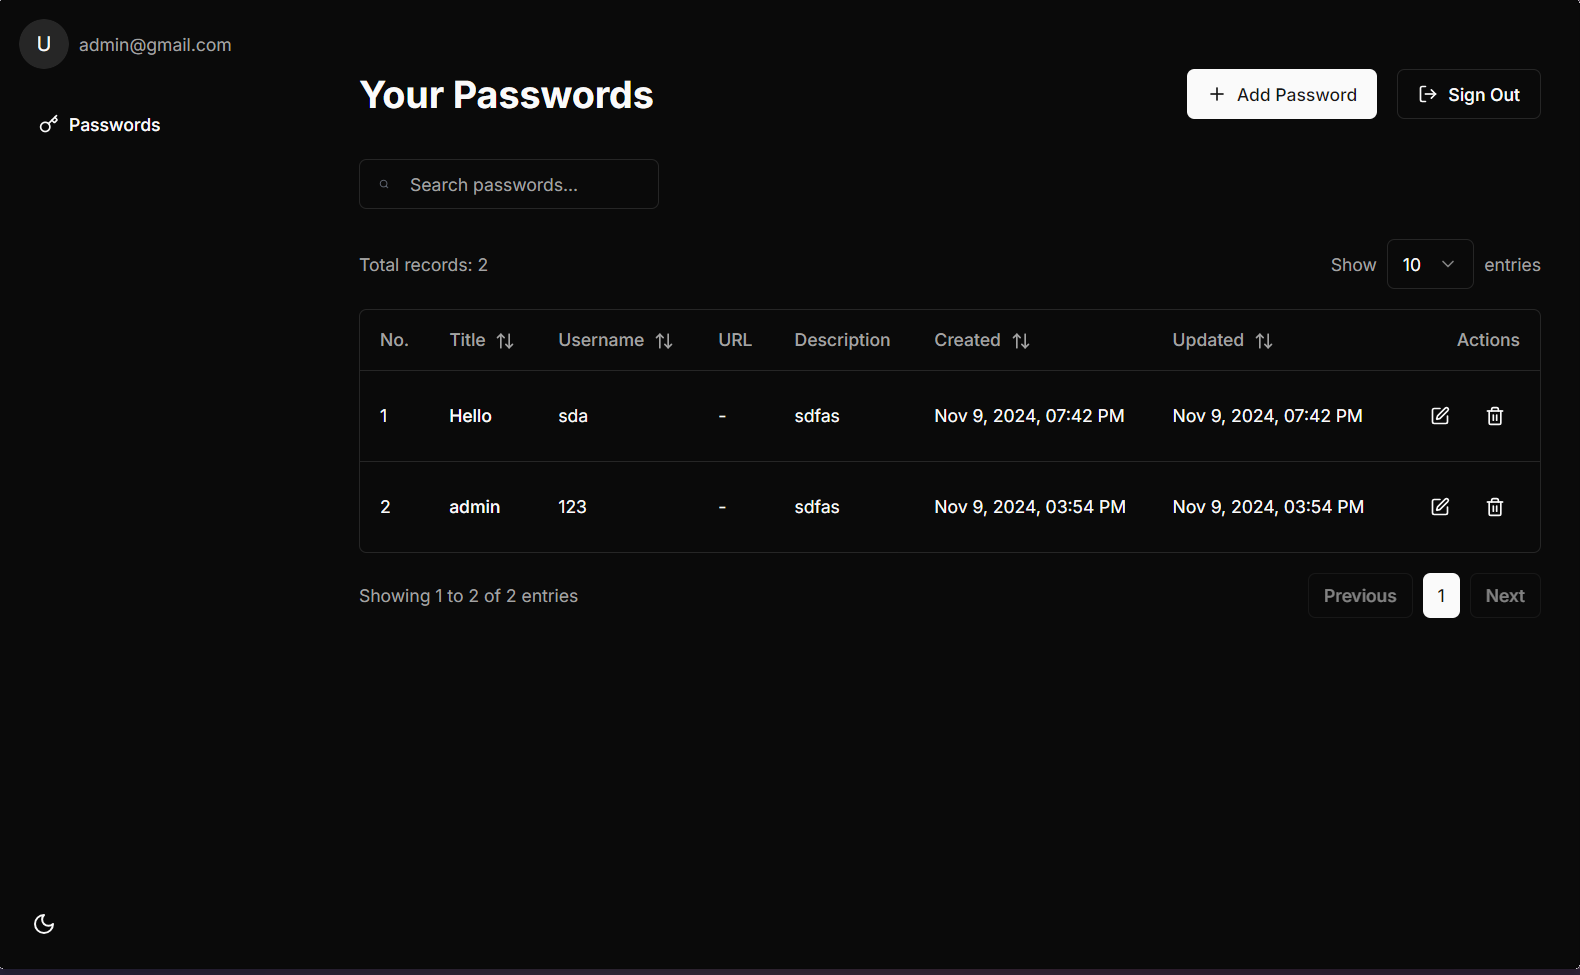 U admin@gmail.com
Passwords
Your Passwords
Add Password Sign Out
Search passwords...
Total records: 2 Show 10 entries
No. Title Username URL Description Created Updated Actions
1 Hello sda - sdfas Nov 9, 2024, 07:42 PM Nov 9, 2024, 07:42 PM
2 admin 123 - sdfas Nov 9, 2024, 03:54 PM Nov 9, 2024, 03:54 PM
Showing 1 to 2 of 2 entries Previous 1 Next